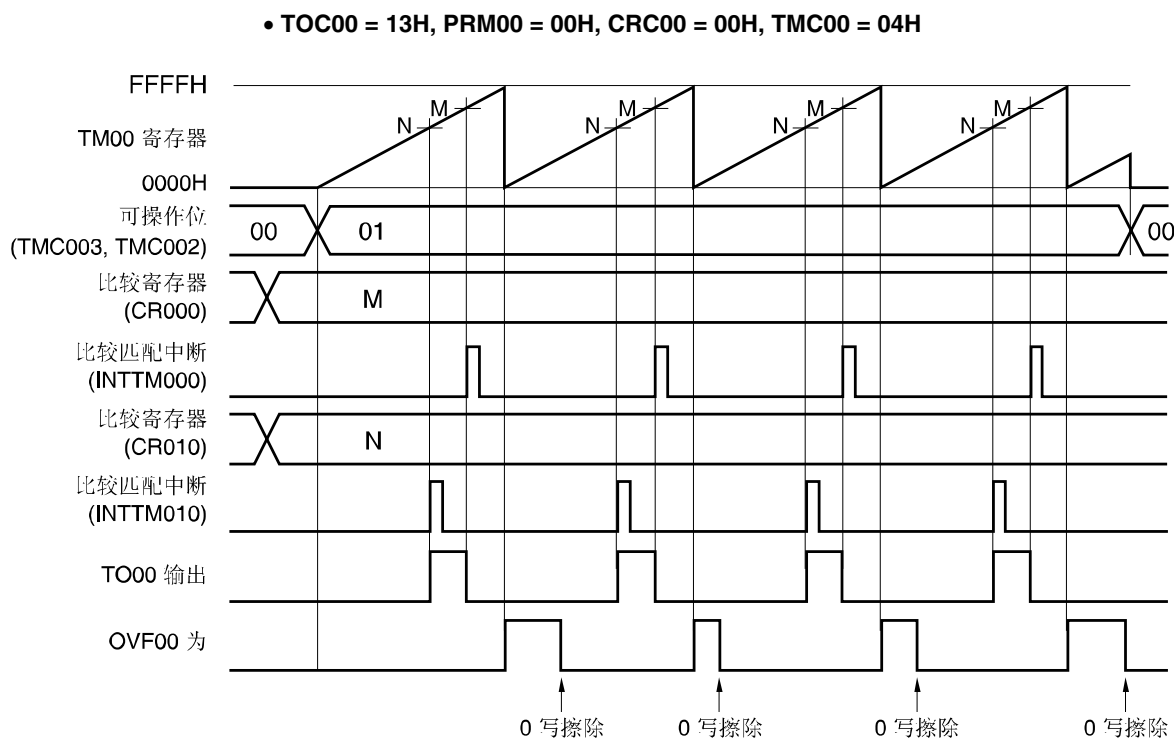 • TOC00 = 13H, PRM00 = 00H, CRC00 = 00H, TMC00 = 04H
FFFFH
M M M M
N N N N
TM00 寄存器
0000H
可操作位
(TMC003, TMC002)
00 01 00
比较寄存器
(CR000)
M
比较匹配中断
(INTTM000)
比较寄存器
(CR010)
N
比较匹配中断
(INTTM010)
TO00 输出
OVF00 为
0 写擦除 0 写擦除 0 写擦除 0 写擦除